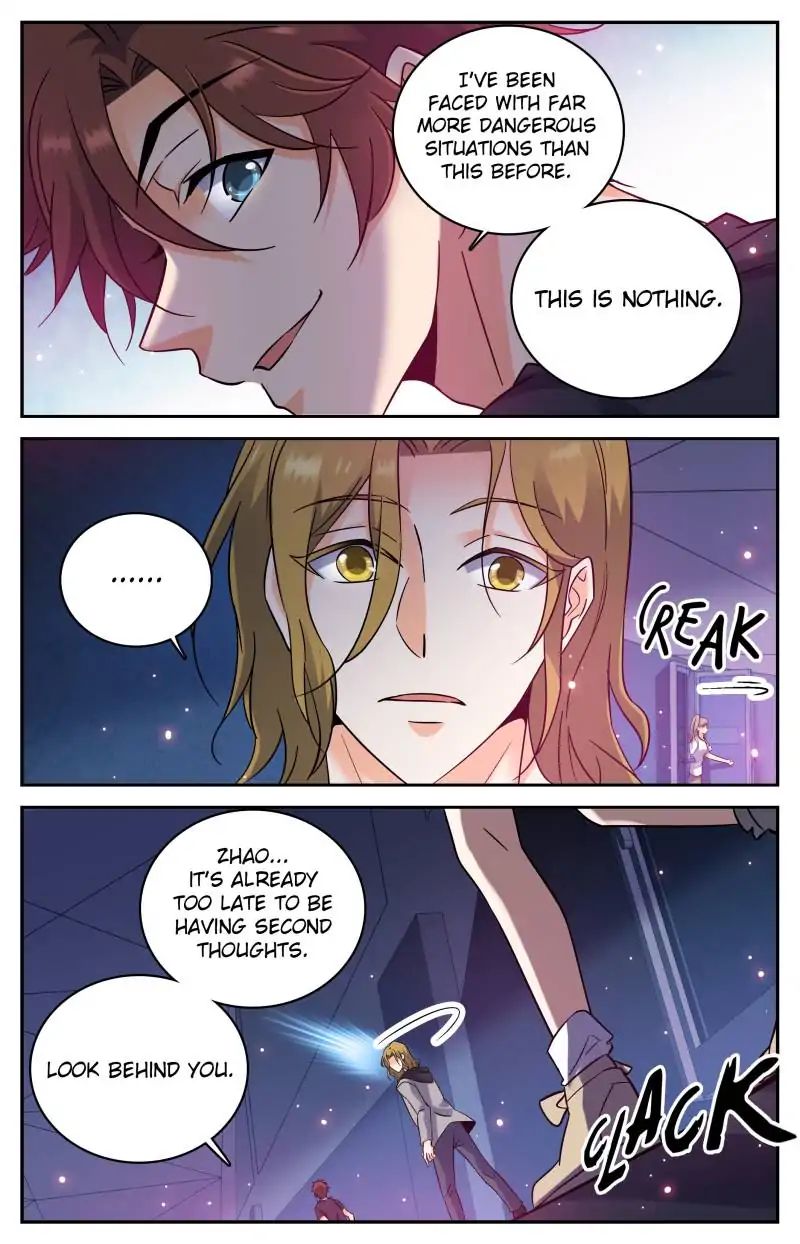 I'VE BEEN
FACED WITH FAR
MORE DANGEROUS
SITUATIONS THAN
THIS BEFORE.
THIS IS NOTHING.
......
CREAK
ZHAO...
IT'S ALREADY
TOO LATE TO BE
HAVING SECOND
THOUGHTS.
LOOK BEHIND YOU.
CLACK